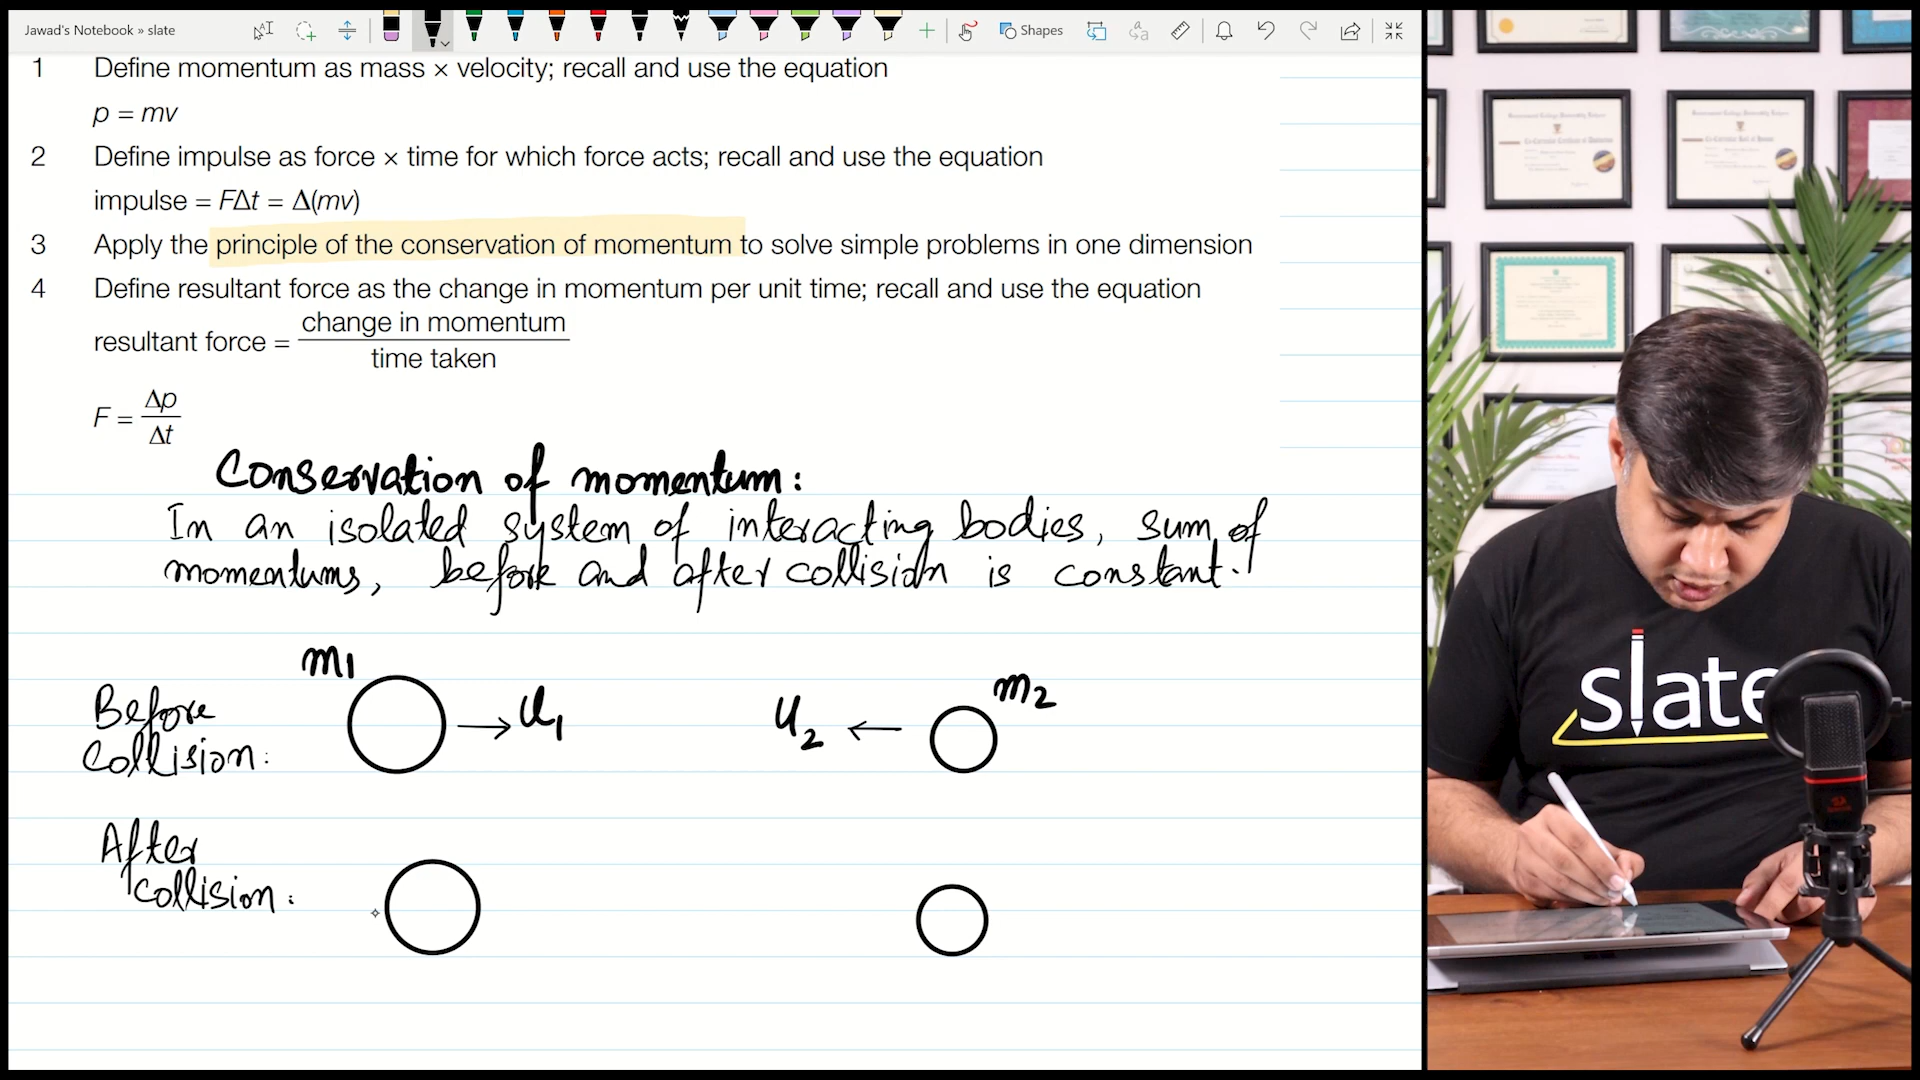 Jawad's Notebook » slate
Shapes
1 Define momentum as mass × velocity; recall and use the equation
p = mv
2 Define impulse as force × time for which force acts; recall and use the equation
impulse = FΔt = Δ(mv)
3 Apply the principle of the conservation of momentum to solve simple problems in one dimension
4 Define resultant force as the change in momentum per unit time; recall and use the equation
resultant force = change in momentum / time taken
F = Δp / Δt
Conservation of momentum:
In an isolated system of interacting bodies, sum of
momentums, before and after collision is constant.
m1
m2
Before
Collision:
→ u1
u2 ←
After
Collision:
slate